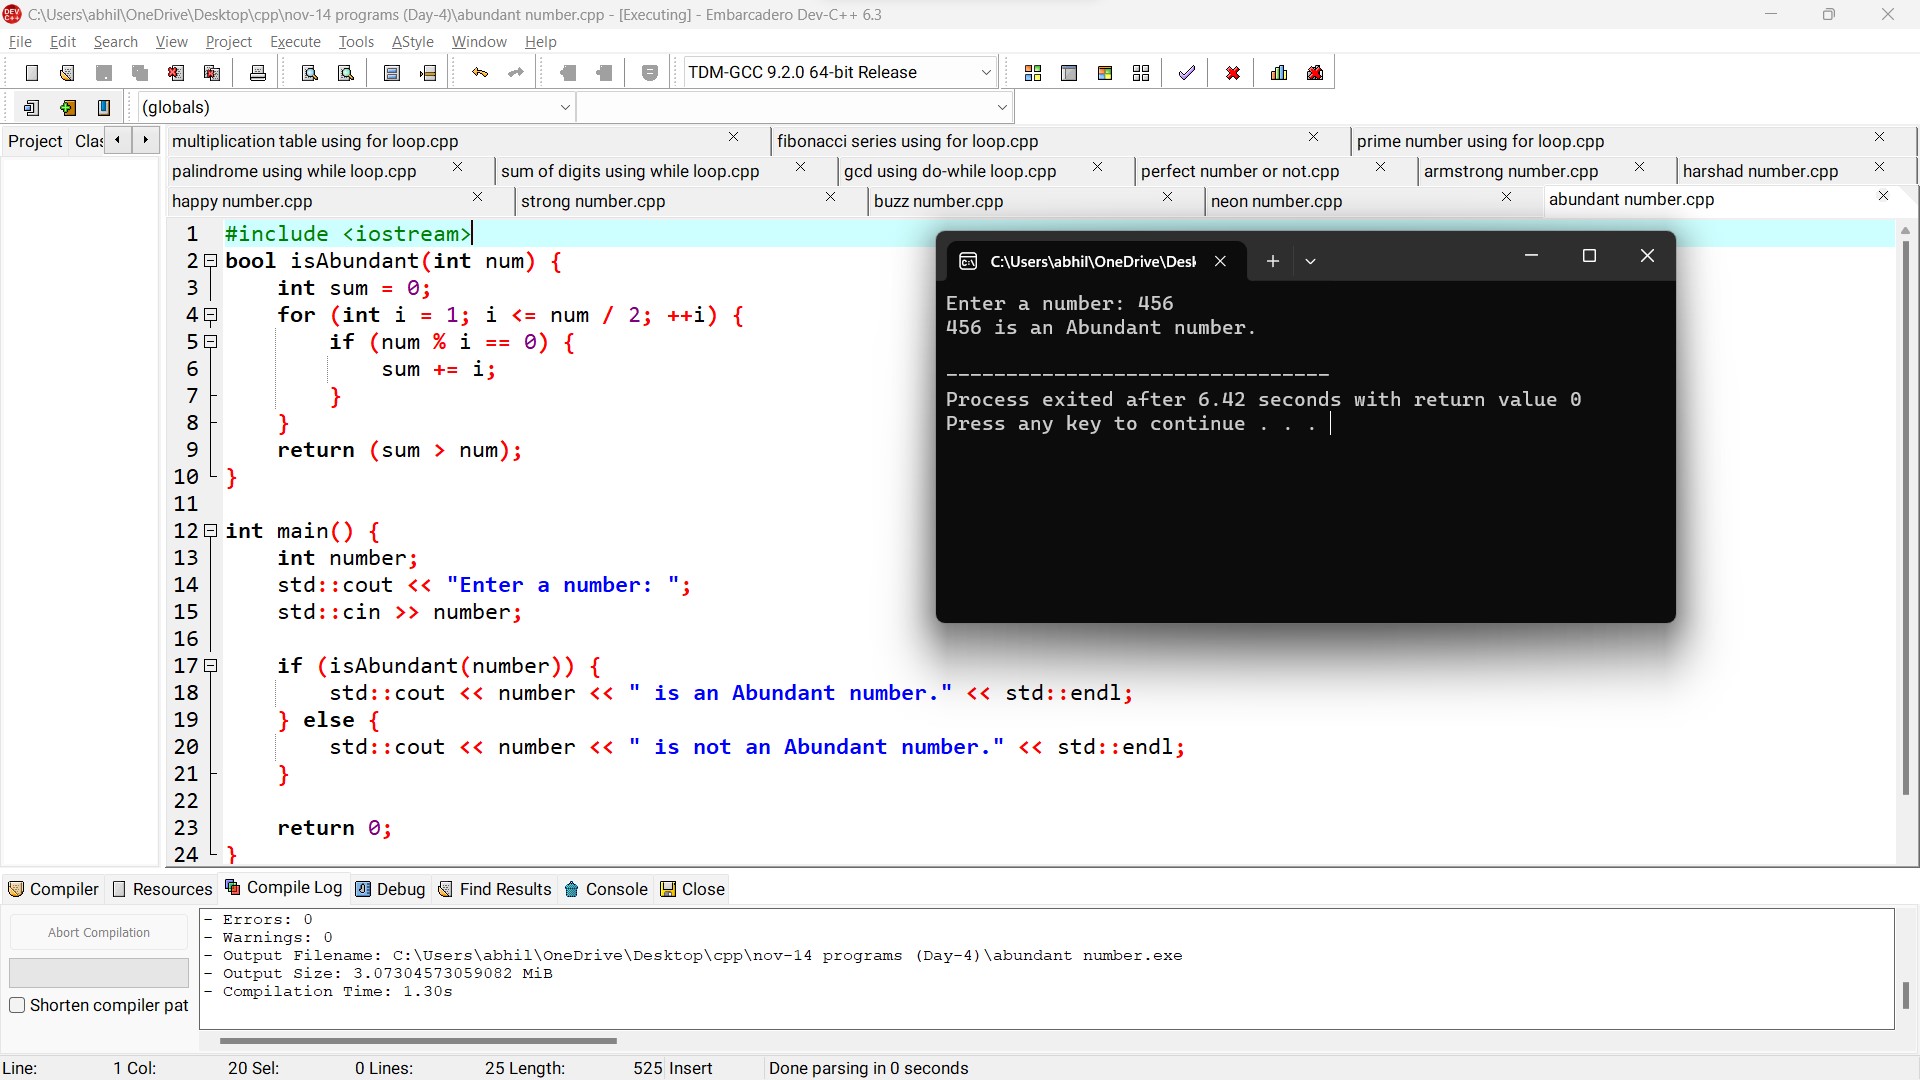 C:\Users\abhil\OneDrive\Desktop\cpp\nov-14 programs (Day-4)\abundant number.cpp - [Executing] - Embarcadero Dev-C++ 6.3
File Edit Search View Project Execute Tools AStyle Window Help
TDM-GCC 9.2.0 64-bit Release
(globals)
Project Clas
multiplication table using for loop.cpp fibonacci series using for loop.cpp prime number using for loop.cpp
palindrome using while loop.cpp sum of digits using while loop.cpp gcd using do-while loop.cpp perfect number or not.cpp armstrong number.cpp harshad number.cpp
happy number.cpp strong number.cpp buzz number.cpp neon number.cpp abundant number.cpp
1 #include <iostream>
2 bool isAbundant(int num) {
3 int sum = 0;
4 for (int i = 1; i <= num / 2; ++i) {
5 if (num % i == 0) {
6 sum += i;
7 }
8 }
9 return (sum > num);
10 }
11
12 int main() {
13 int number;
14 std::cout << "Enter a number: ";
15 std::cin >> number;
16
17 if (isAbundant(number)) {
18 std::cout << number << " is an Abundant number." << std::endl;
19 } else {
20 std::cout << number << " is not an Abundant number." << std::endl;
21 }
22
23 return 0;
24 }
C:\Users\abhil\OneDrive\Desk
Enter a number: 456
456 is an Abundant number.
--------------------------------
Process exited after 6.42 seconds with return value 0
Press any key to continue . . .
Compiler Resources Compile Log Debug Find Results Console Close
Abort Compilation
Shorten compiler pat
- Errors: 0
- Warnings: 0
- Output Filename: C:\Users\abhil\OneDrive\Desktop\cpp\nov-14 programs (Day-4)\abundant number.exe
- Output Size: 3.07304573059082 MiB
- Compilation Time: 1.30s
Line: 1 Col: 20 Sel: 0 Lines: 25 Length: 525 Insert Done parsing in 0 seconds